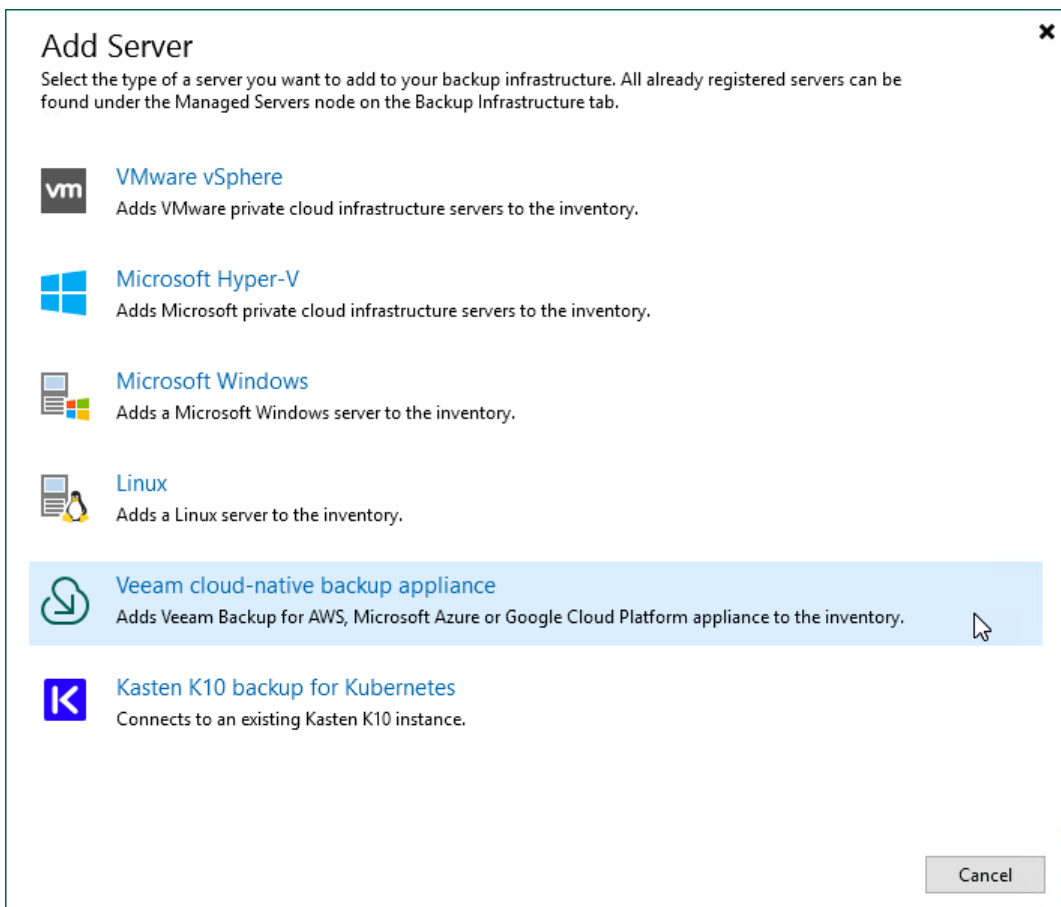 Add Server
Select the type of a server you want to add to your backup infrastructure. All already registered servers can be
found under the Managed Servers node on the Backup Infrastructure tab.
vm
VMware vSphere
Adds VMware private cloud infrastructure servers to the inventory.
Microsoft Hyper-V
Adds Microsoft private cloud infrastructure servers to the inventory.
Microsoft Windows
Adds a Microsoft Windows server to the inventory.
Linux
Adds a Linux server to the inventory.
Veeam cloud-native backup appliance
Adds Veeam Backup for AWS, Microsoft Azure or Google Cloud Platform appliance to the inventory.
K
Kasten K10 backup for Kubernetes
Connects to an existing Kasten K10 instance.
Cancel